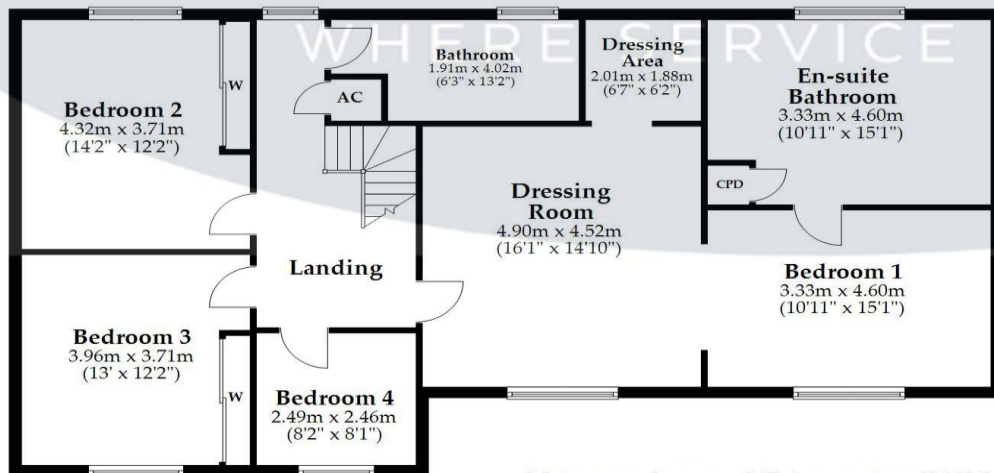 WHERE SERVICE
Bedroom 2
4.32m x 3.71m
(14'2" x 12'2")
W
Bathroom
1.91m x 4.02m
(6'3" x 13'2")
AC
Dressing
Area
2.01m x 1.88m
(6'7" x 6'2")
En-suite
Bathroom
3.33m x 4.60m
(10'11" x 15'1")
CPD
Dressing
Room
4.90m x 4.52m
(16'1" x 14'10")
Landing
Bedroom 1
3.33m x 4.60m
(10'11" x 15'1")
Bedroom 3
3.96m x 3.71m
(13' x 12'2")
W
Bedroom 4
2.49m x 2.46m
(8'2" x 8'1")